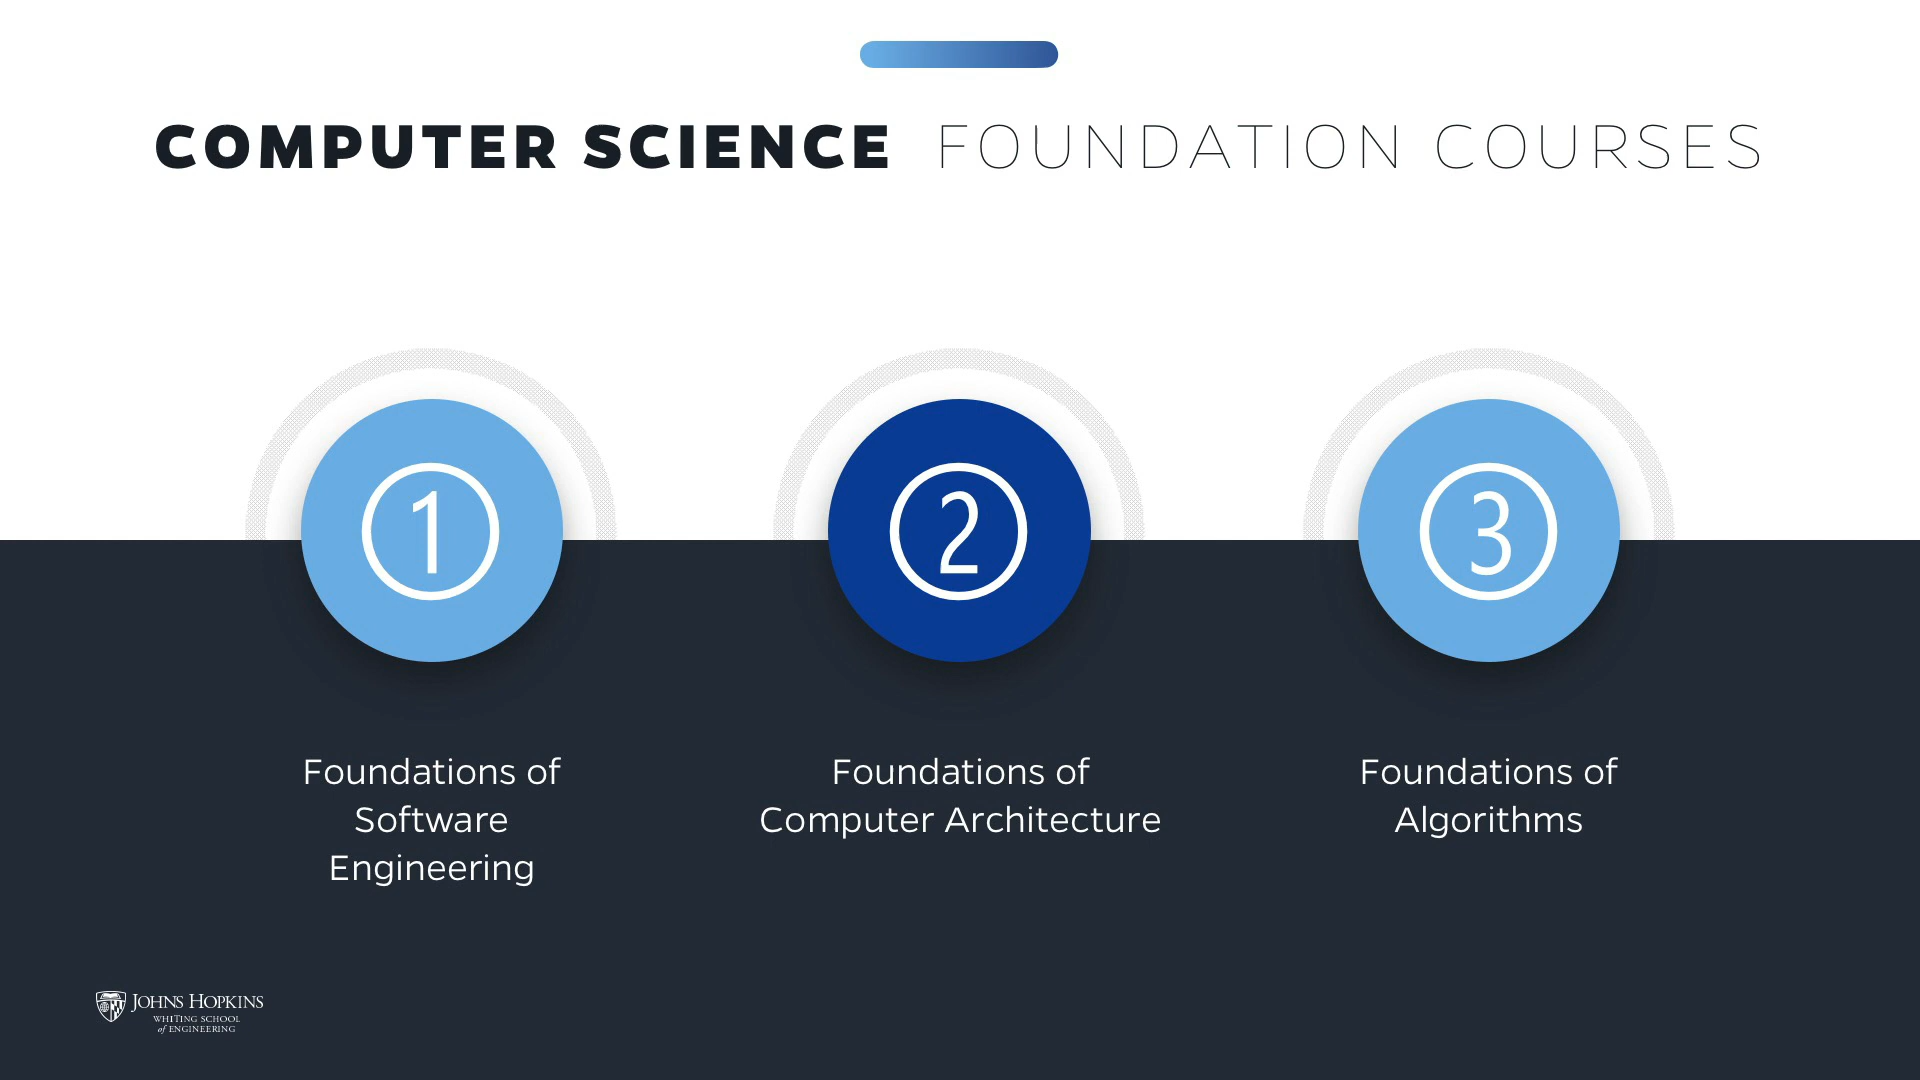 COMPUTER SCIENCE FOUNDATION COURSES
1
2
3
Foundations of
Software
Engineering
Foundations of
Computer Architecture
Foundations of
Algorithms
JOHNS HOPKINS
WHITING SCHOOL
of ENGINEERING